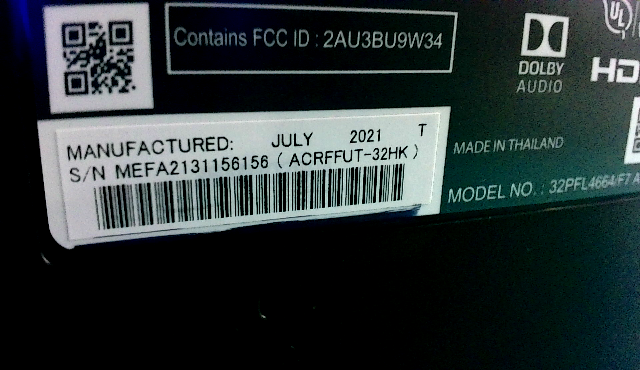 Contains FCC ID : 2AU3BU9W34
DOLBY
AUDIO
UL
MANUFACTURED: JULY 2021 T
S/N MEFA2131156156 ( ACRFFUT-32HK )
MADE IN THAILAND
MODEL NO. : 32PFL4664/F7 A